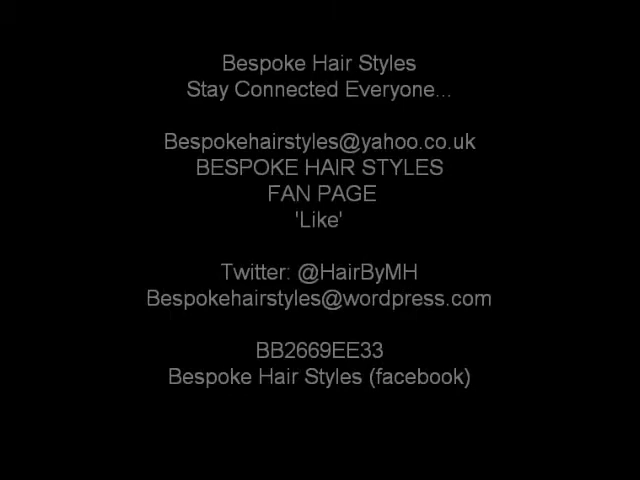 Bespoke Hair Styles
Stay Connected Everyone...
Bespokehairstyles@yahoo.co.uk
BESPOKE HAIR STYLES
FAN PAGE
'Like'
Twitter: @HairByMH
Bespokehairstyles@wordpress.com
BB2669EE33
Bespoke Hair Styles (facebook)